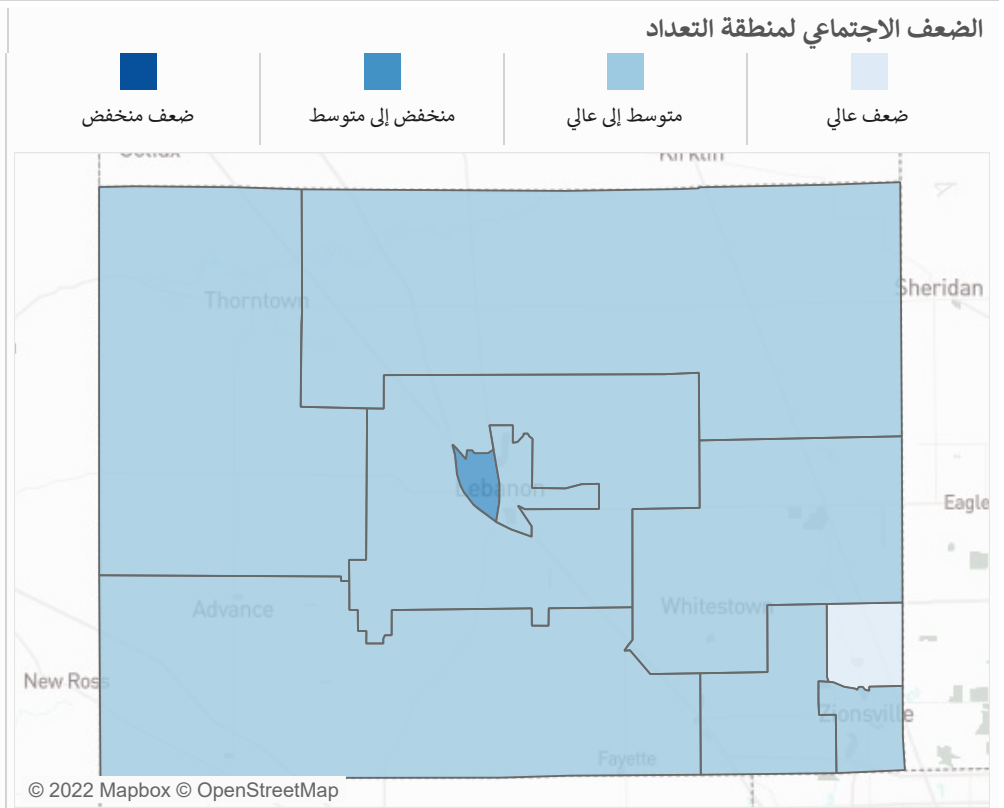 الضعف الاجتماعي لمنطقة التعداد
ضعف عالي
متوسط إلى عالي
منخفض إلى متوسط
ضعف منخفض
Colfax
Kirklin
Sheridan
Thorntown
Lebanon
Eagle
Advance
Whitestown
New Ross
Zionsville
Fayette
© 2022 Mapbox © OpenStreetMap